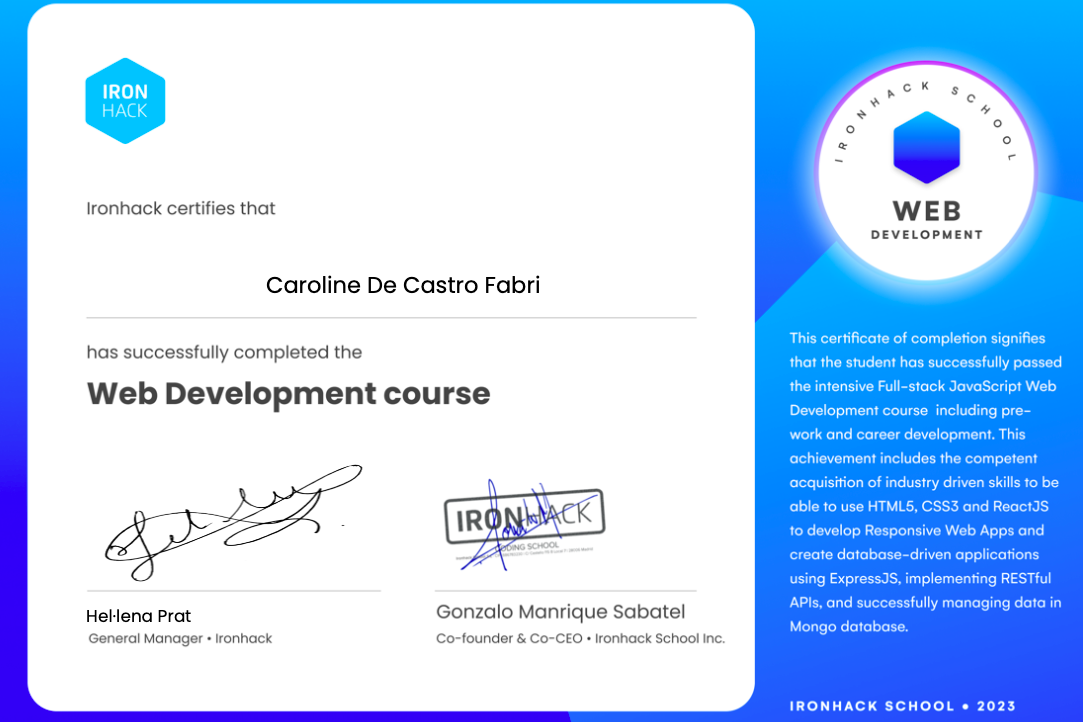 IRON
HACK
Ironhack certifies that
Caroline De Castro Fabri
has successfully completed the
Web Development course
IRONHACK
Hel·lena Prat
General Manager • Ironhack
Gonzalo Manrique Sabatel
Co-founder & Co-CEO • Ironhack School Inc.
IRONHACK SCHOOL
WEB
DEVELOPMENT
This certificate of completion signifies
that the student has successfully passed
the intensive Full-stack JavaScript Web
Development course including pre-
work and career development. This
achievement includes the competent
acquisition of industry driven skills to be
able to use HTML5, CSS3 and ReactJS
to develop Responsive Web Apps and
create database-driven applications
using ExpressJS, implementing RESTful
APIs, and successfully managing data in
Mongo database.
IRONHACK SCHOOL • 2023